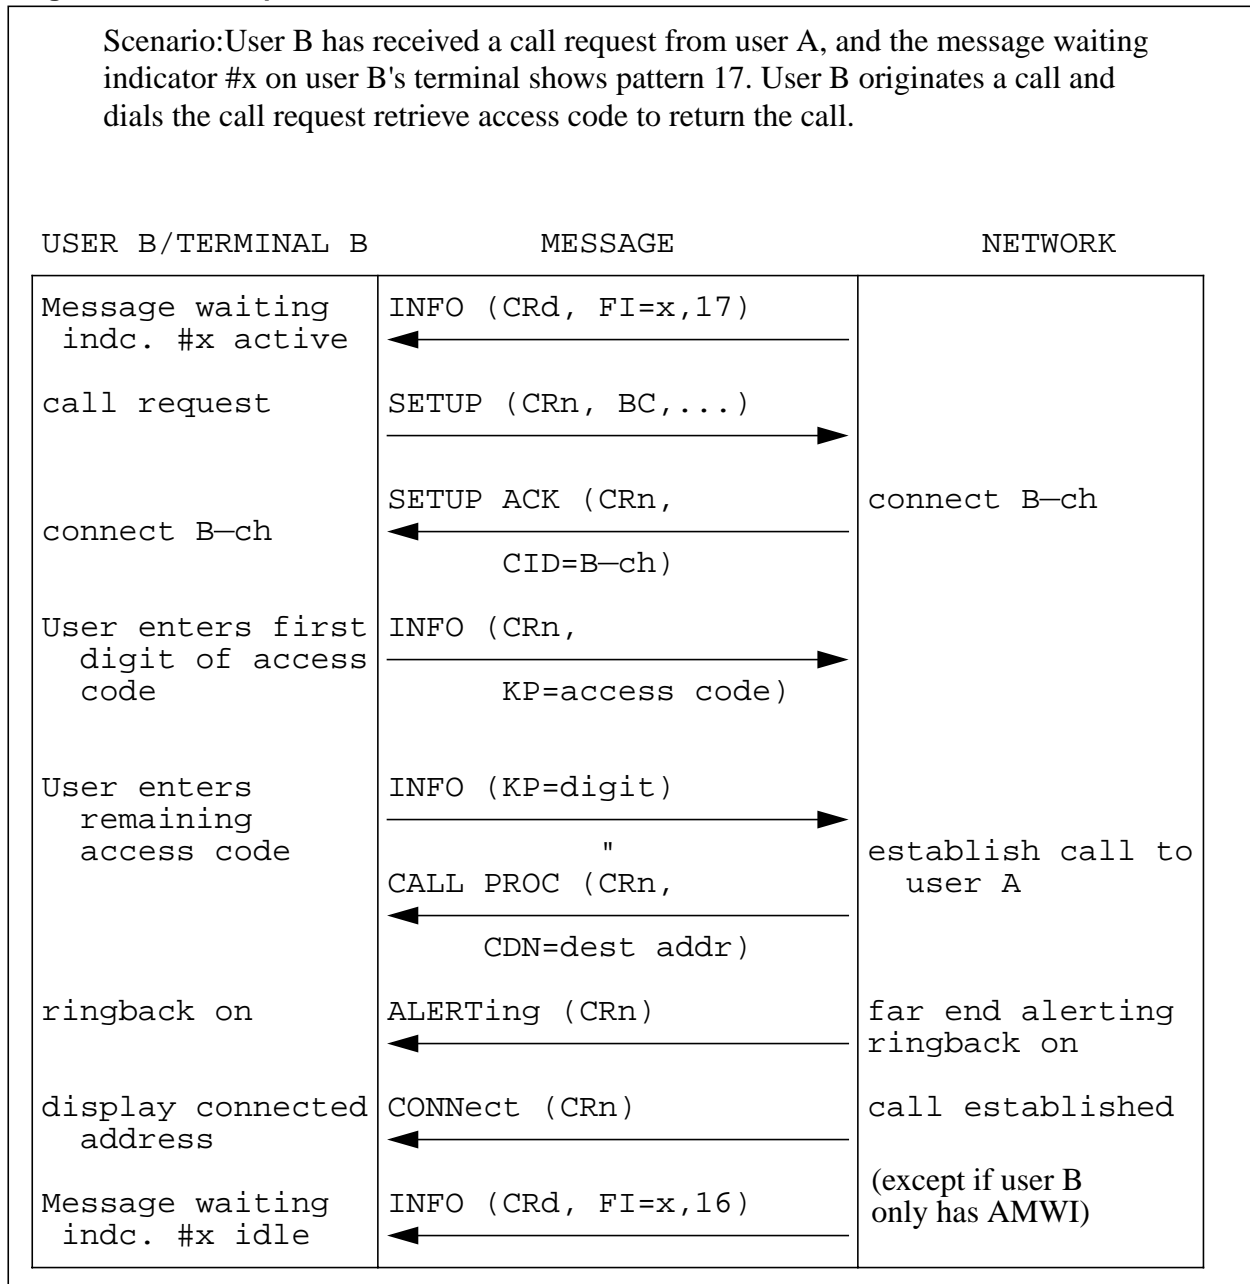 Scenario:User B has received a call request from user A, and the message waiting
indicator #x on user B's terminal shows pattern 17. User B originates a call and
dials the call request retrieve access code to return the call.
USER B/TERMINAL B MESSAGE NETWORK
Message waiting INFO (CRd, FI=x,17)
indc. #x active
call request SETUP (CRn, BC,...)
SETUP ACK (CRn, connect B—ch
connect B—ch
CID=B—ch)
User enters first INFO (CRn,
digit of access
code KP=access code)
User enters INFO (KP=digit)
remaining
access code " establish call to
CALL PROC (CRn, user A
CDN=dest addr)
ringback on ALERTing (CRn) far end alerting
ringback on
display connected CONNect (CRn) call established
address
(except if user B
Message waiting INFO (CRd, FI=x,16) only has AMWI)
indc. #x idle